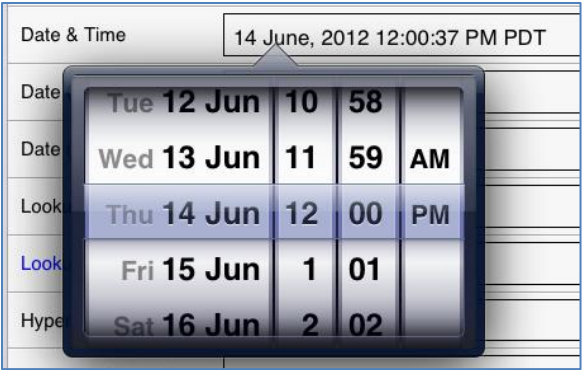 Date & Time 14 June, 2012 12:00:37 PM PDT
Date
Tue 12 Jun 10 58
Date
Wed 13 Jun 11 59 AM
Look
Thu 14 Jun 12 00 PM
Look
Fri 15 Jun 1 01
Hype
Sat 16 Jun 2 02